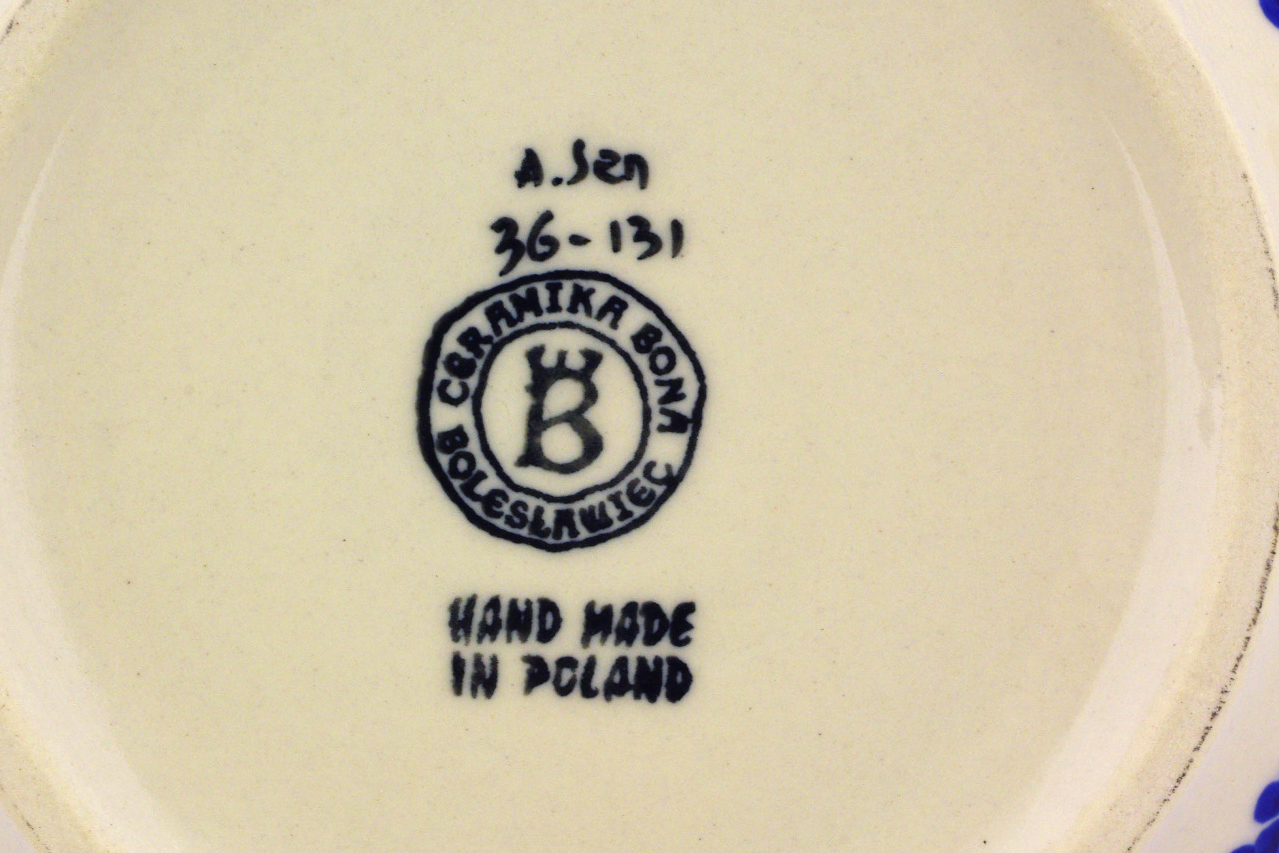 A. Sen
36-131
CERAMIKA BONA
B
BOLESŁAWIEC
HAND MADE
IN POLAND